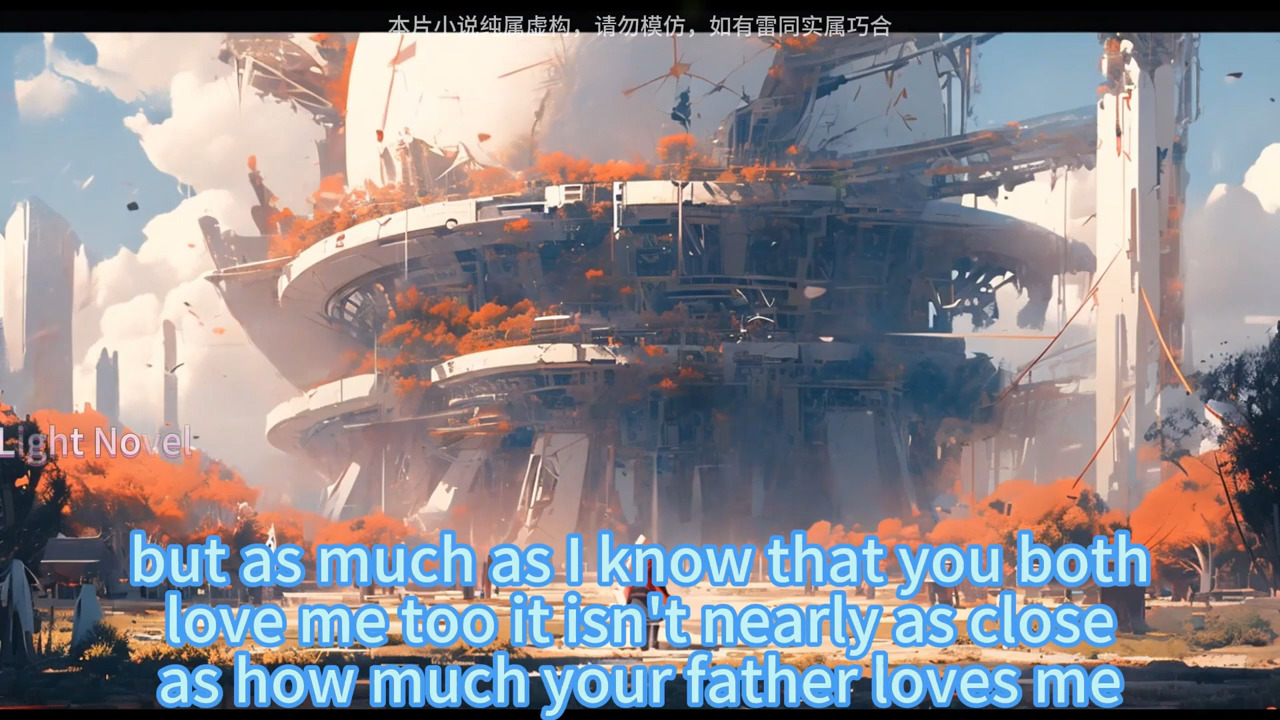 本片小说纯属虚构，请勿模仿，如有雷同实属巧合
Light Novel
but as much as I know that you both
love me too it isn't nearly as close
as how much your father loves me